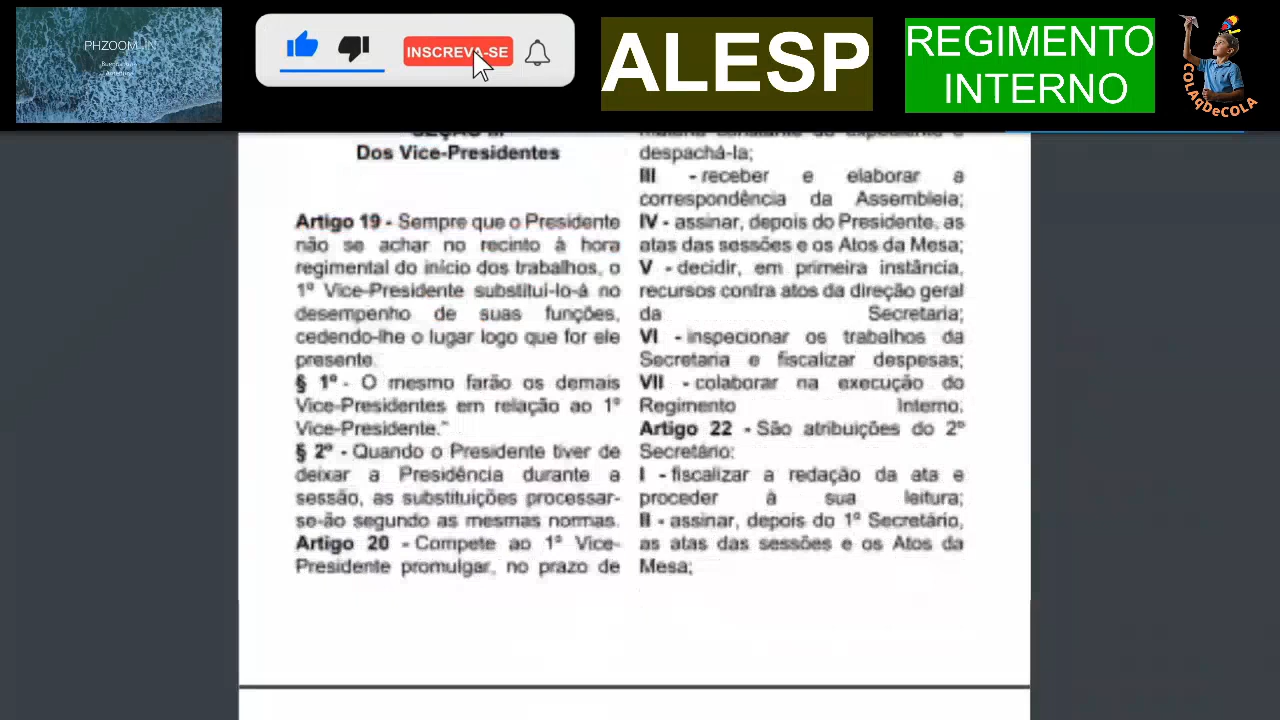 PHZOOM_IN
INSCREVA-SE
ALESP
REGIMENTO
INTERNO
COLAqDeCOLA
SEÇÃO III
Dos Vice-Presidentes
Artigo 19 - Sempre que o Presidente
não se achar no recinto à hora
regimental do início dos trabalhos, o
1º Vice-Presidente substituí-lo-á no
desempenho de suas funções,
cedendo-lhe o lugar logo que for ele
presente.
§ 1º - O mesmo farão os demais
Vice-Presidentes em relação ao 1º
Vice-Presidente."
§ 2º - Quando o Presidente tiver de
deixar a Presidência durante a
sessão, as substituições processar-
se-ão segundo as mesmas normas.
Artigo 20 - Compete ao 1º Vice-
Presidente promulgar, no prazo de
matéria constante do expediente e
despachá-la;
III - receber e elaborar a
correspondência da Assembleia;
IV - assinar, depois do Presidente, as
atas das sessões e os Atos da Mesa;
V - decidir, em primeira instância,
recursos contra atos da direção geral
da Secretaria;
VI - inspecionar os trabalhos da
Secretaria e fiscalizar despesas;
VII - colaborar na execução do
Regimento Interno.
Artigo 22 - São atribuições do 2º
Secretário:
I - fiscalizar a redação da ata e
proceder à sua leitura;
II - assinar, depois do 1º Secretário,
as atas das sessões e os Atos da
Mesa;